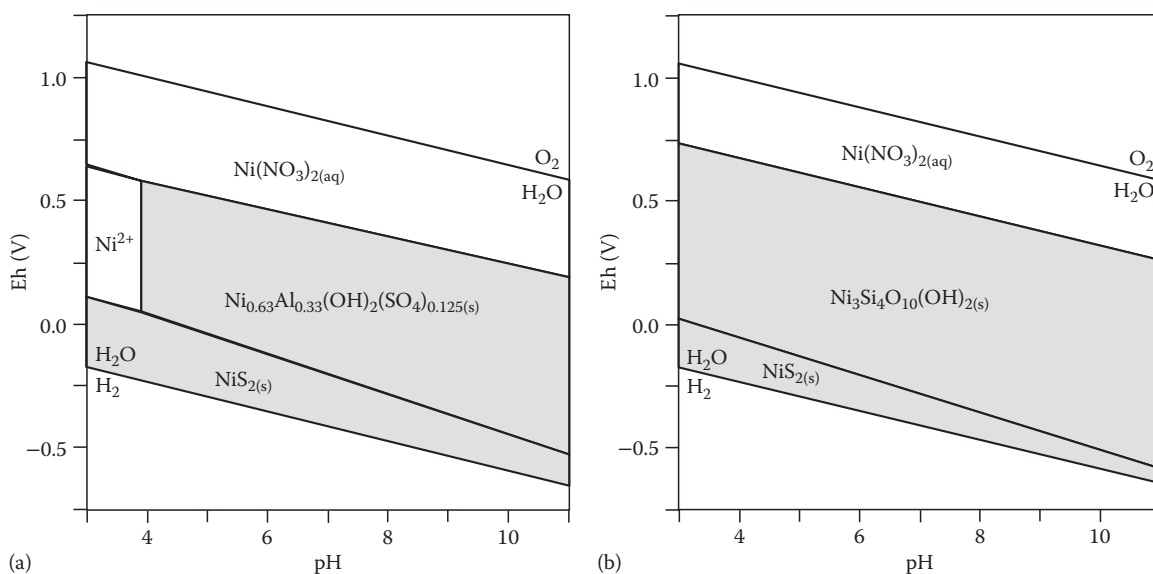 1.0
0.5
0.0
−0.5
Eh (V)
Ni(NO₃)₂(aq)
O₂
H₂O
Ni²⁺
Ni₀.₆₃Al₀.₃₃(OH)₂(SO₄)₀.₁₂₅(s)
H₂O
H₂
NiS₂(s)
4
6
8
10
pH
(a)
1.0
0.5
0.0
−0.5
Eh (V)
Ni(NO₃)₂(aq)
O₂
H₂O
Ni₃Si₄O₁₀(OH)₂(s)
H₂O
H₂
NiS₂(s)
4
6
8
10
pH
(b)